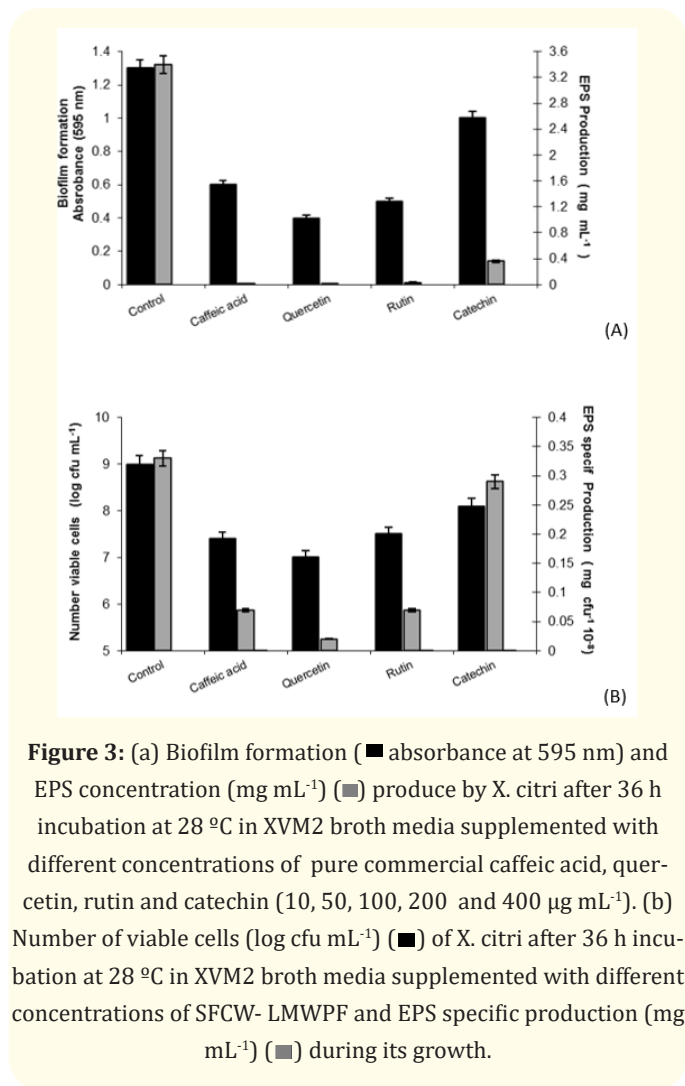 1.4
1.2
1
0.8
0.6
0.4
0.2
0
Biofilm formation
Absrobance (595 nm)
3.6
3.2
2.8
2.4
2
1.6
1.2
0.8
0.4
0
EPS Production ( mg mL⁻¹ )
Control
Caffeic acid
Quercetin
Rutin
Catechin
(A)
10
9
8
7
6
5
Number viable cells (log cfu mL⁻¹)
0.4
0.35
0.3
0.25
0.2
0.15
0.1
0.05
0
EPS specif Production ( mg cfu⁻¹ 10⁻⁸)
Control
Caffeic acid
Quercetin
Rutin
Catechin
(B)
Figure 3: (a) Biofilm formation ( ■ absorbance at 595 nm) and
EPS concentration (mg mL⁻¹) (■) produce by X. citri after 36 h
incubation at 28 ºC in XVM2 broth media supplemented with
different concentrations of pure commercial caffeic acid, quer-
cetin, rutin and catechin (10, 50, 100, 200 and 400 µg mL⁻¹). (b)
Number of viable cells (log cfu mL⁻¹) (■) of X. citri after 36 h incu-
bation at 28 ºC in XVM2 broth media supplemented with different
concentrations of SFCW- LMWPF and EPS specific production (mg
mL⁻¹) (■) during its growth.